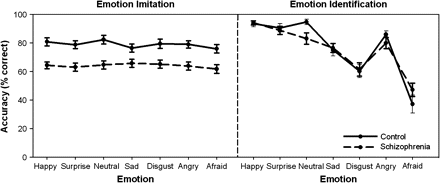 Emotion Imitation
Emotion Identification
Accuracy (% correct)
100
80
60
40
20
0
Happy Surprise Neutral Sad Disgust Angry Afraid
Happy Surprise Neutral Sad Disgust Angry Afraid
Control
Schizophrenia
Emotion
Emotion